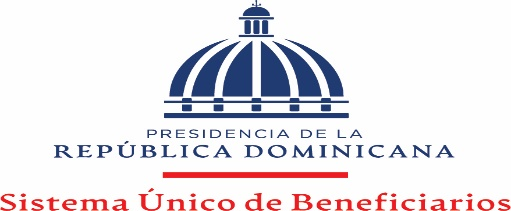 PRESIDENCIA DE LA
REPÚBLICA DOMINICANA
Sistema Único de Beneficiarios